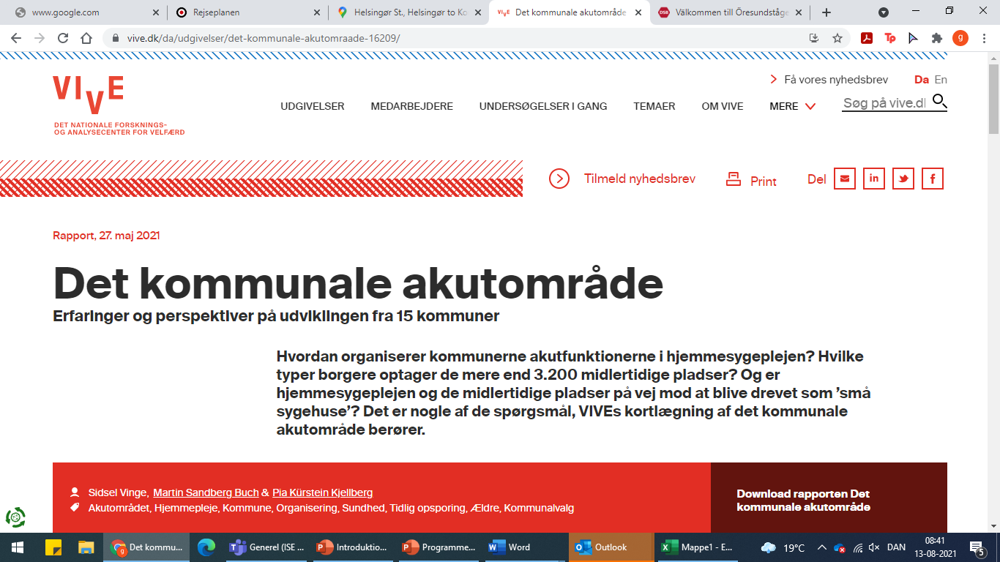 www.google.com
Rejseplanen
Helsingør St., Helsingør to Ko
Det kommunale akutområde
Välkommen till Öresundståge
vive.dk/da/udgivelser/det-kommunale-akutomraade-16209/
g
Få vores nyhedsbrev
Da En
VIVE
DET NATIONALE FORSKNINGS-
OG ANALYSECENTER FOR VELFÆRD
UDGIVELSER
MEDARBEJDERE
UNDERSØGELSER I GANG
TEMAER
OM VIVE
MERE
Søg på vive.dk
Tilmeld nyhedsbrev
Print
Del
Rapport, 27. maj 2021
Det kommunale akutområde
Erfaringer og perspektiver på udviklingen fra 15 kommuner
Hvordan organiserer kommunerne akutfunktionerne i hjemmesygeplejen? Hvilke
typer borgere optager de mere end 3.200 midlertidige pladser? Og er
hjemmesygeplejen og de midlertidige pladser på vej mod at blive drevet som ’små
sygehuse’? Det er nogle af de spørgsmål, VIVEs kortlægning af det kommunale
akutområde berører.
Sidsel Vinge, Martin Sandberg Buch & Pia Kürstein Kjellberg
Akutområdet, Hjemmepleje, Kommune, Organisering, Sundhed, Tidlig opsporing, Ældre, Kommunalvalg
Download rapporten Det
kommunale akutområde
Det kommu...
Generel (ISE ...
Introduktio...
Programme...
Word
Outlook
Mappe1 - E...
19°C
DAN
08:41
13-08-2021
5